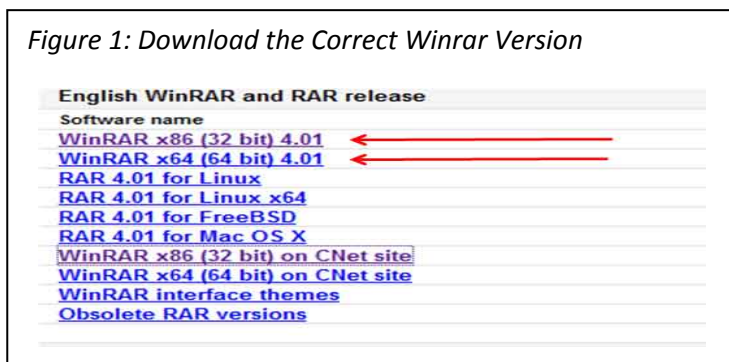 Figure 1: Download the Correct Winrar Version
English WinRAR and RAR release
Software name
WinRAR x86 (32 bit) 4.01
WinRAR x64 (64 bit) 4.01
RAR 4.01 for Linux
RAR 4.01 for Linux x64
RAR 4.01 for FreeBSD
RAR 4.01 for Mac OS X
WinRAR x86 (32 bit) on CNet site
WinRAR x64 (64 bit) on CNet site
WinRAR interface themes
Obsolete RAR versions